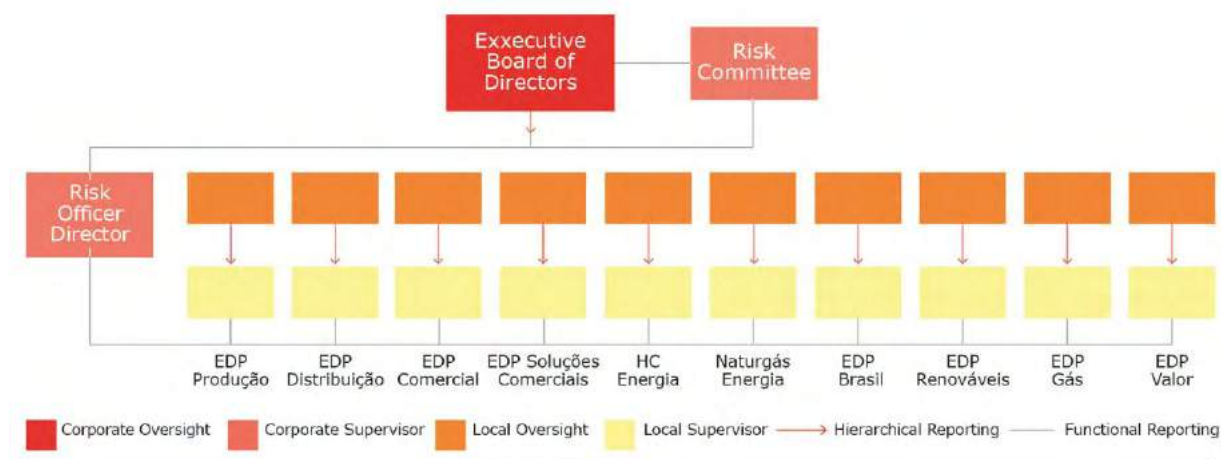 Exxecutive
Board of
Directors
Risk
Committee
Risk
Officer
Director
EDP
Produção
EDP
Distribuição
EDP
Comercial
EDP Soluções
Comerciais
HC
Energia
Naturgás
Energia
EDP
Brasil
EDP
Renováveis
EDP
Gás
EDP
Valor
Corporate Oversight
Corporate Supervisor
Local Oversight
Local Supervisor
Hierarchical Reporting
Functional Reporting